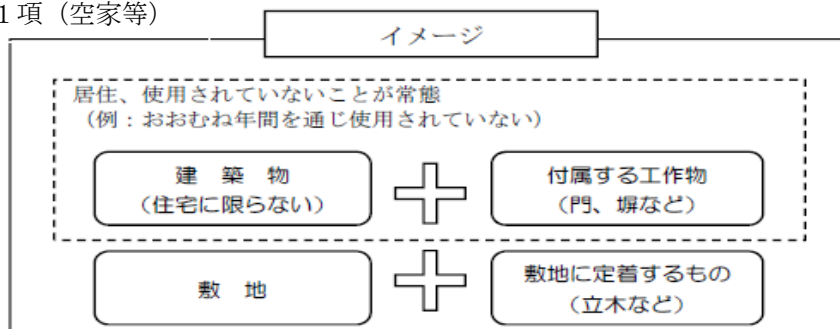 1項（空家等）
イメージ
居住、使用されていないことが常態
（例：おおむね年間を通じ使用されていない）
建　築　物
（住宅に限らない）
付属する工作物
（門、塀など）
敷　地
敷地に定着するもの
（立木など）